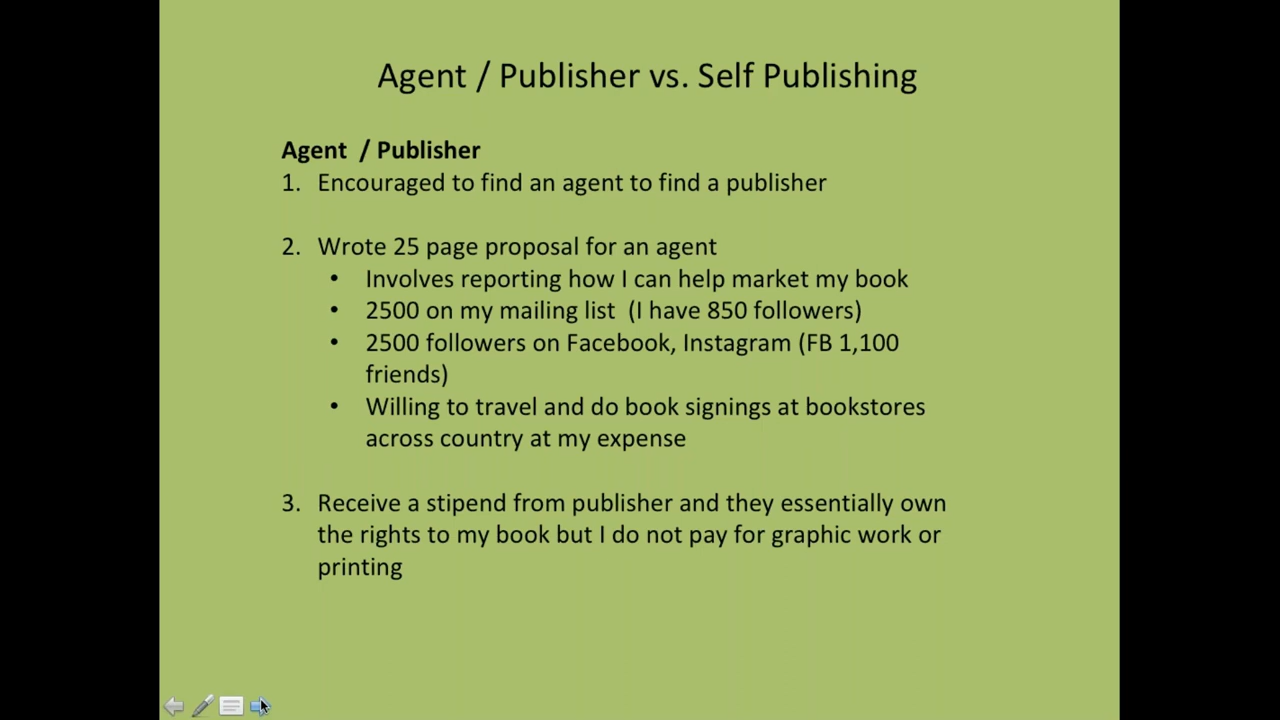 Agent / Publisher vs. Self Publishing
Agent / Publisher
1. Encouraged to find an agent to find a publisher
2. Wrote 25 page proposal for an agent
• Involves reporting how I can help market my book
• 2500 on my mailing list (I have 850 followers)
• 2500 followers on Facebook, Instagram (FB 1,100
friends)
• Willing to travel and do book signings at bookstores
across country at my expense
3. Receive a stipend from publisher and they essentially own
the rights to my book but I do not pay for graphic work or
printing